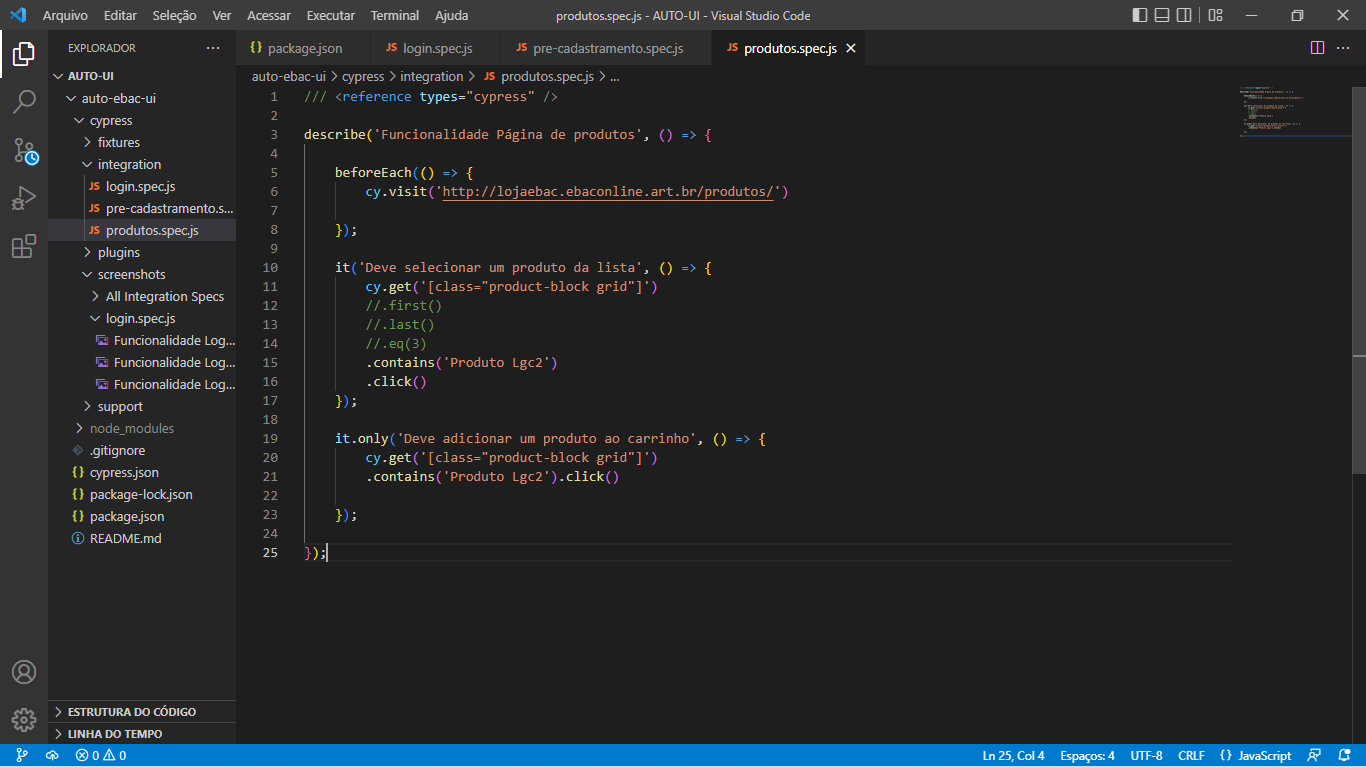 Arquivo Editar Seleção Ver Acessar Executar Terminal Ajuda produtos.spec.js - AUTO-UI - Visual Studio Code
EXPLORADOR ···
AUTO-UI
auto-ebac-ui
cypress
fixtures
integration
JS login.spec.js
JS pre-cadastramento.s...
JS produtos.spec.js
plugins
screenshots
All Integration Specs
login.spec.js
Funcionalidade Log...
Funcionalidade Log...
Funcionalidade Log...
support
node_modules
.gitignore
{} cypress.json
{} package-lock.json
{} package.json
README.md
ESTRUTURA DO CÓDIGO
LINHA DO TEMPO
{} package.json JS login.spec.js JS pre-cadastramento.spec.js JS produtos.spec.js
auto-ebac-ui > cypress > integration > JS produtos.spec.js > ...
1 /// <reference types="cypress" />
2
3 describe('Funcionalidade Página de produtos', () => {
4
5 beforeEach(() => {
6 cy.visit('http://lojaebac.ebaconline.art.br/produtos/')
7
8 });
9
10 it('Deve selecionar um produto da lista', () => {
11 cy.get('[class="product-block grid"]')
12 //.first()
13 //.last()
14 //.eq(3)
15 .contains('Produto Lgc2')
16 .click()
17 });
18
19 it.only('Deve adicionar um produto ao carrinho', () => {
20 cy.get('[class="product-block grid"]')
21 .contains('Produto Lgc2').click()
22
23 });
24
25 });
0 0 Ln 25, Col 4 Espaços: 4 UTF-8 CRLF {} JavaScript